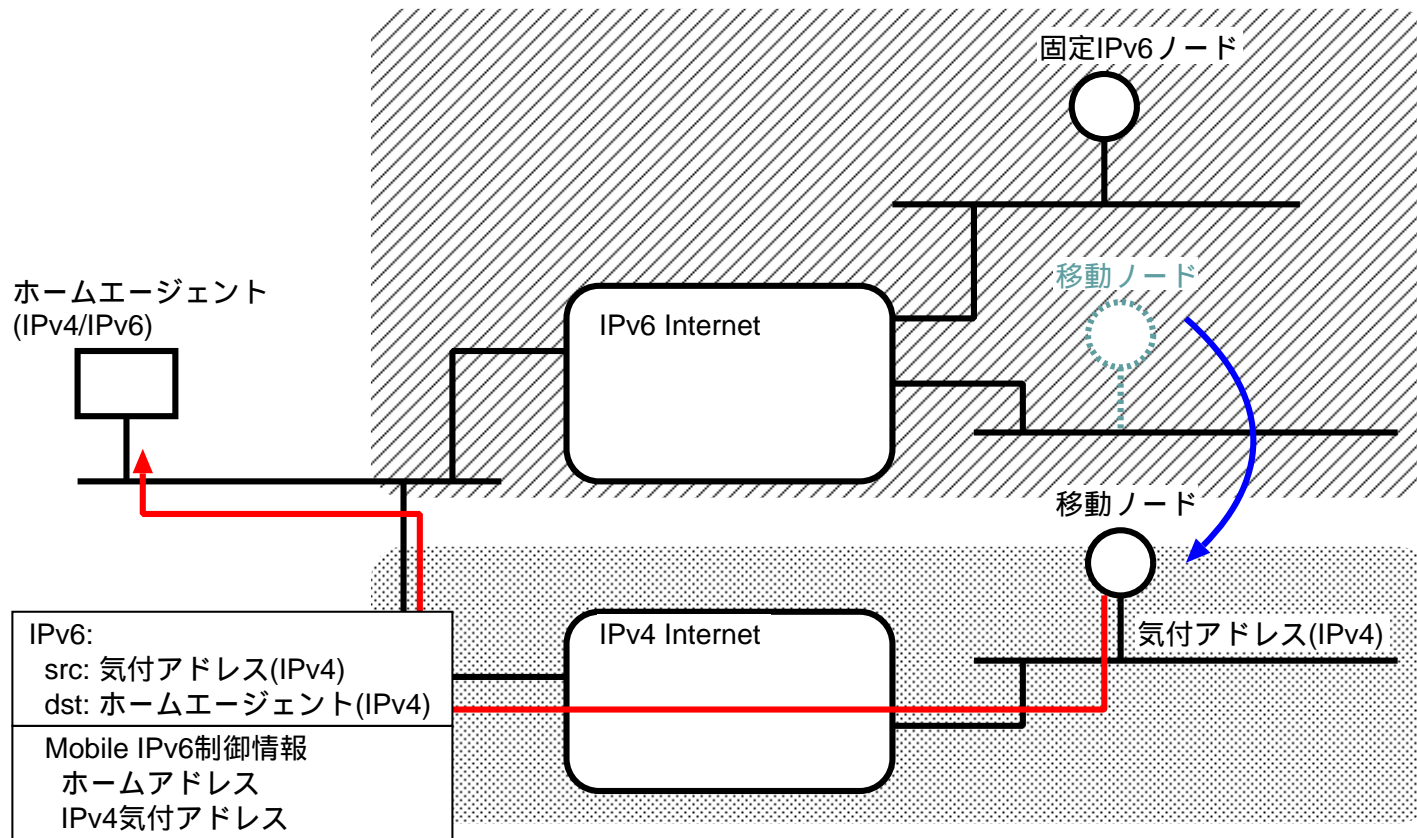 固定IPv6ノード
移動ノード
ホームエージェント
(IPv4/IPv6)
IPv6 Internet
移動ノード
IPv6:
src: 気付アドレス(IPv4)
dst: ホームエージェント(IPv4)
Mobile IPv6制御情報
ホームアドレス
IPv4気付アドレス
IPv4 Internet
気付アドレス(IPv4)